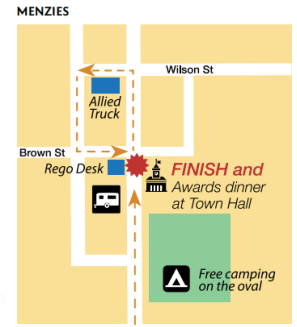 MENZIES
Wilson St
Allied
Truck
Brown St
Rego Desk
FINISH and
Awards dinner
at Town Hall
Free camping
on the oval